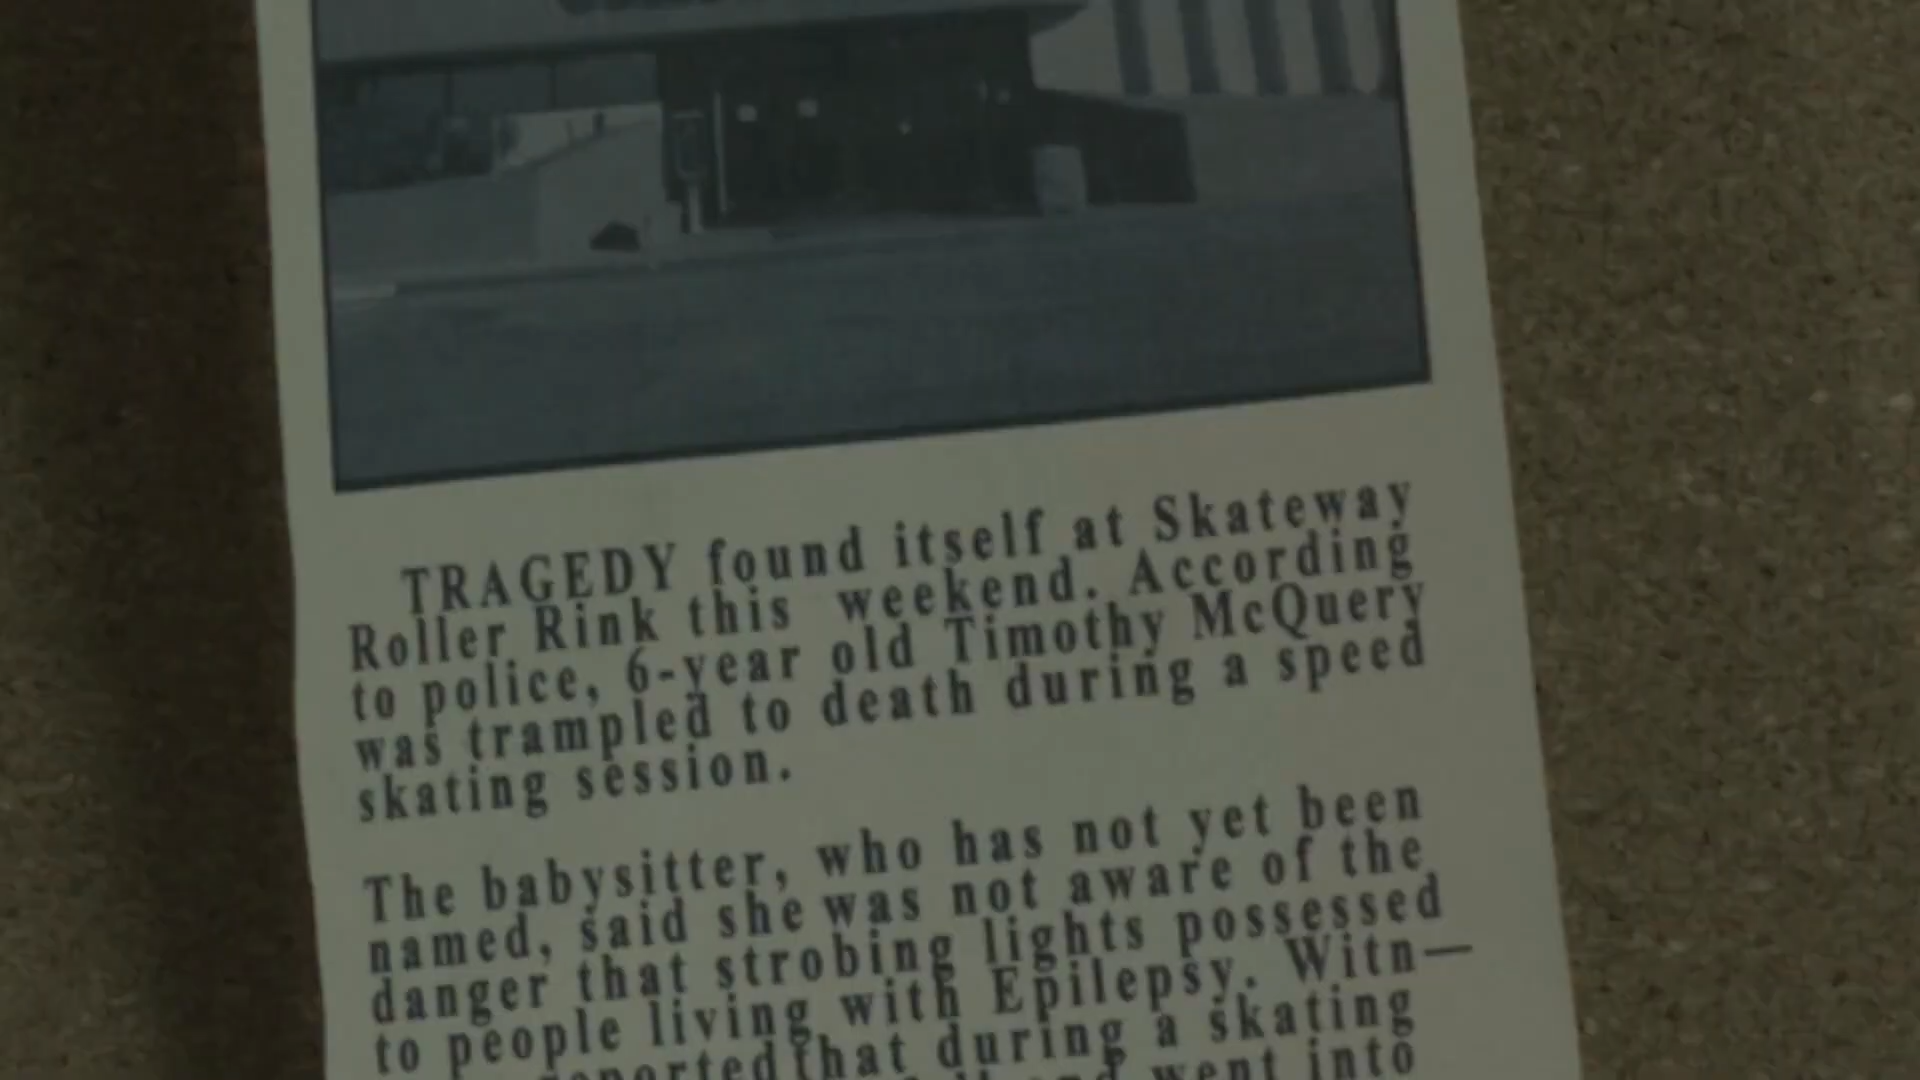 TRAGEDY found itself at Skateway
Roller Rink this weekend. According
to police, 6-year old Timothy McQuery
was trampled to death during a speed
skating session.
The babysitter, who has not yet been
named, said she was not aware of the
danger that strobing lights possessed
to people living with Epilepsy. Witn—
that during a skating
went into